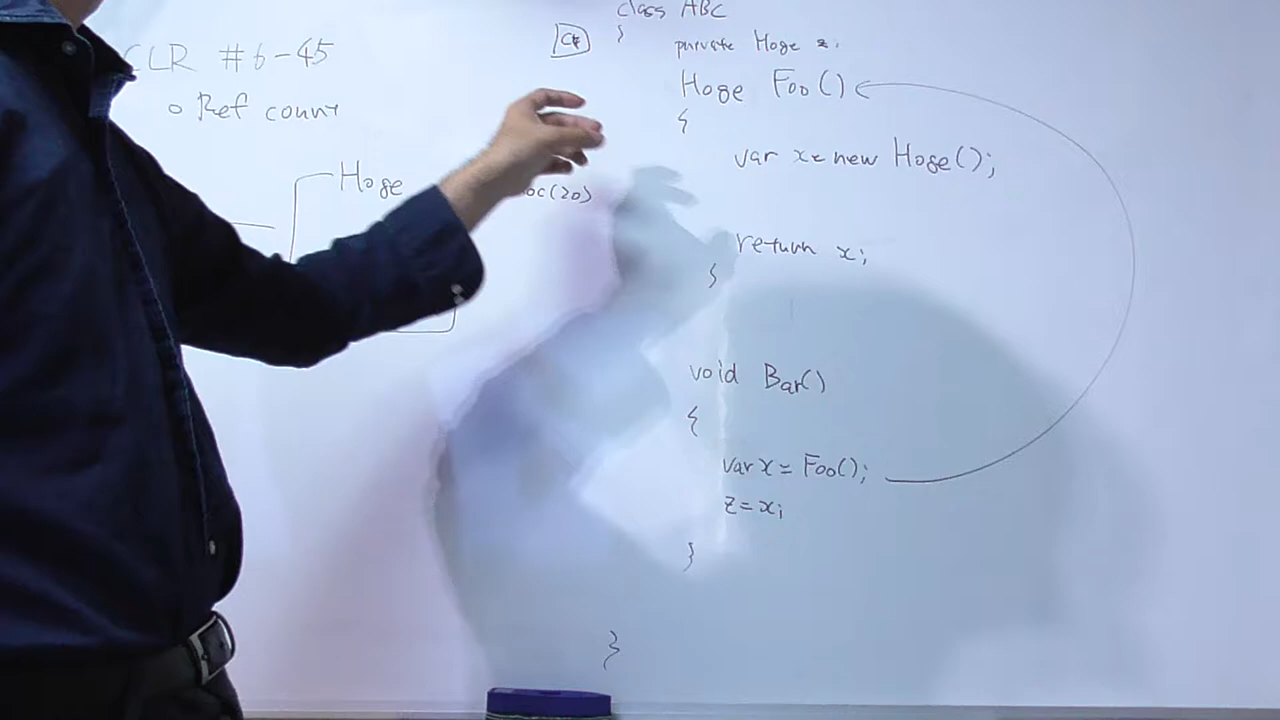 CLR #6-45
o Ref count
Hoge
oc(20)
C#
class ABC
{
private Hoge z;
Hoge Foo()
{
var x = new Hoge();
return x;
}
void Bar()
{
var x = Foo();
z = x;
}
}